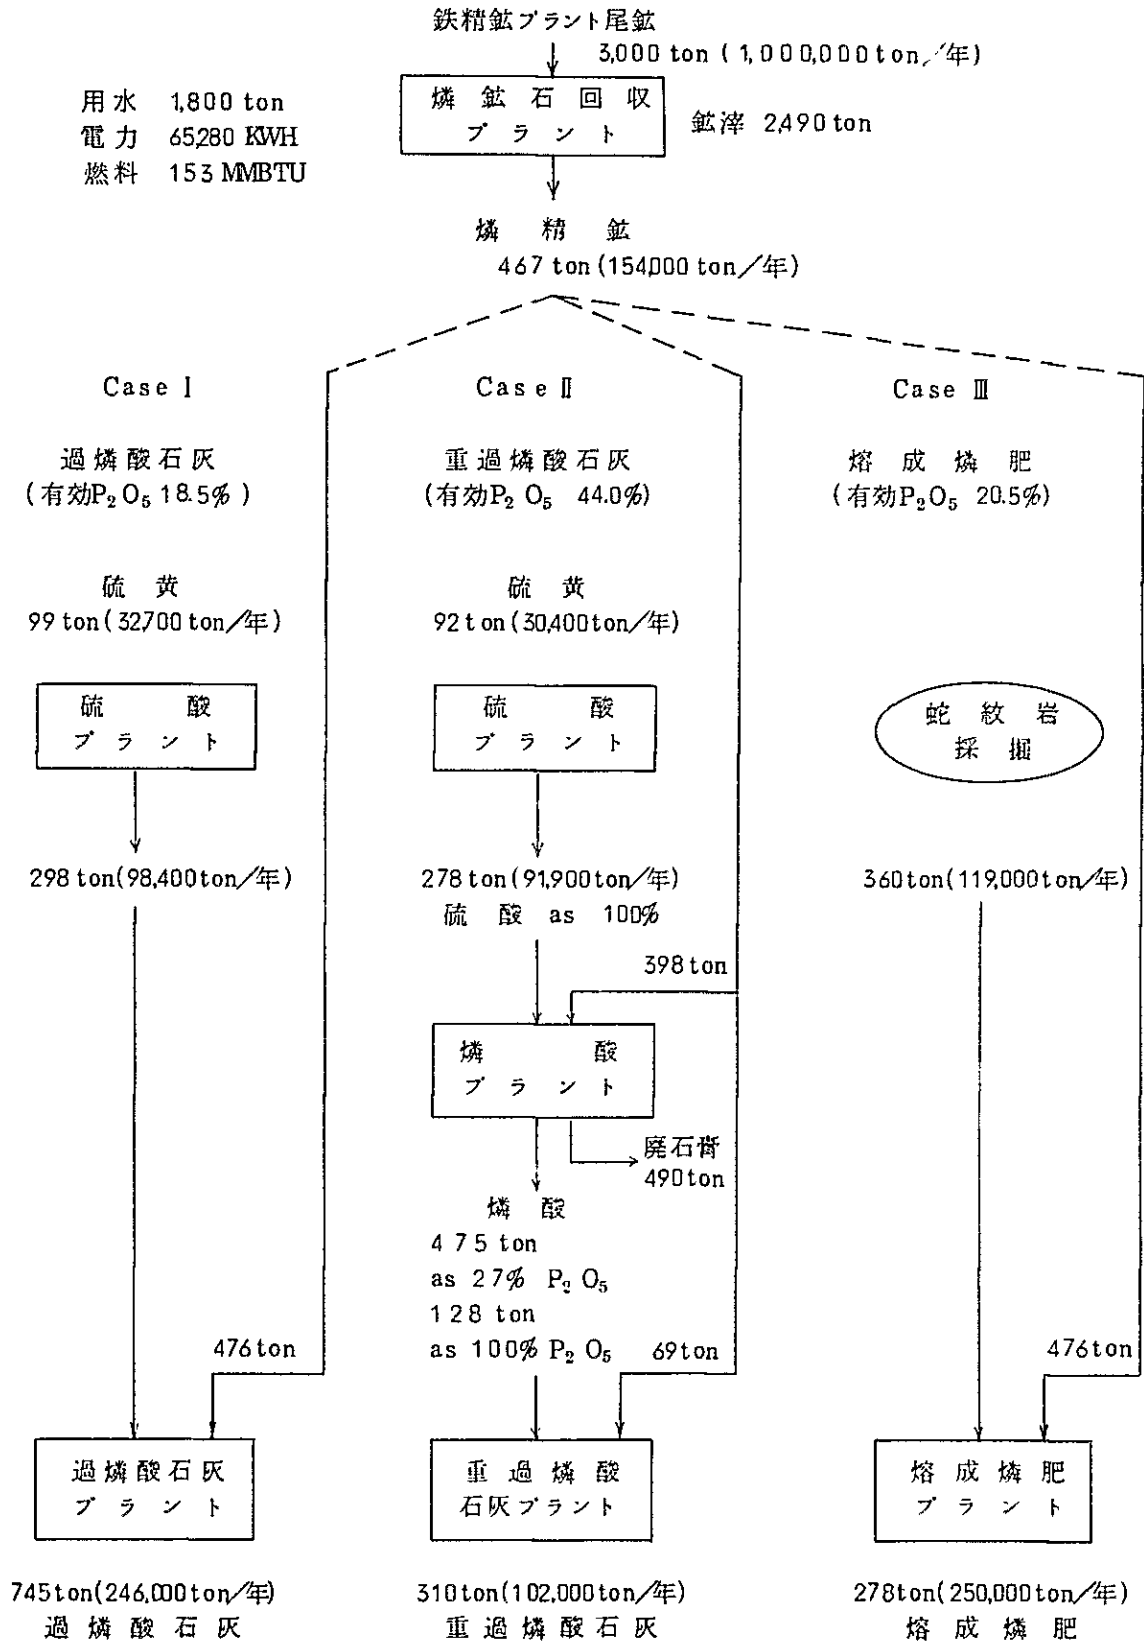 鉄精鉱プラント尾鉱
3,000 ton (1,000,000 ton/年)
用水 1,800 ton
電力 65,280 KWH
燃料 153 MMBTU
燐鉱石回収
プラント
鉱滓 2,490 ton
燐精鉱
467 ton (154,000 ton/年)
Case Ⅰ
過燐酸石灰
(有効P₂O₅ 18.5%)
硫黄
99 ton (32,700 ton/年)
硫酸
プラント
298 ton (98,400 ton/年)
476 ton
過燐酸石灰
プラント
745 ton (246,000 ton/年)
過燐酸石灰
Case Ⅱ
重過燐酸石灰
(有効P₂O₅ 44.0%)
硫黄
92 ton (30,400 ton/年)
硫酸
プラント
278 ton (91,900 ton/年)
硫酸 as 100%
398 ton
燐酸
プラント
廃石膏
490 ton
燐酸
475 ton
as 27% P₂O₅
128 ton
as 100% P₂O₅
69 ton
重過燐酸
石灰プラント
310 ton (102,000 ton/年)
重過燐酸石灰
Case Ⅲ
熔成燐肥
(有効P₂O₅ 20.5%)
蛇紋岩
採掘
360 ton (119,000 ton/年)
476 ton
熔成燐肥
プラント
278 ton (250,000 ton/年)
熔成燐肥